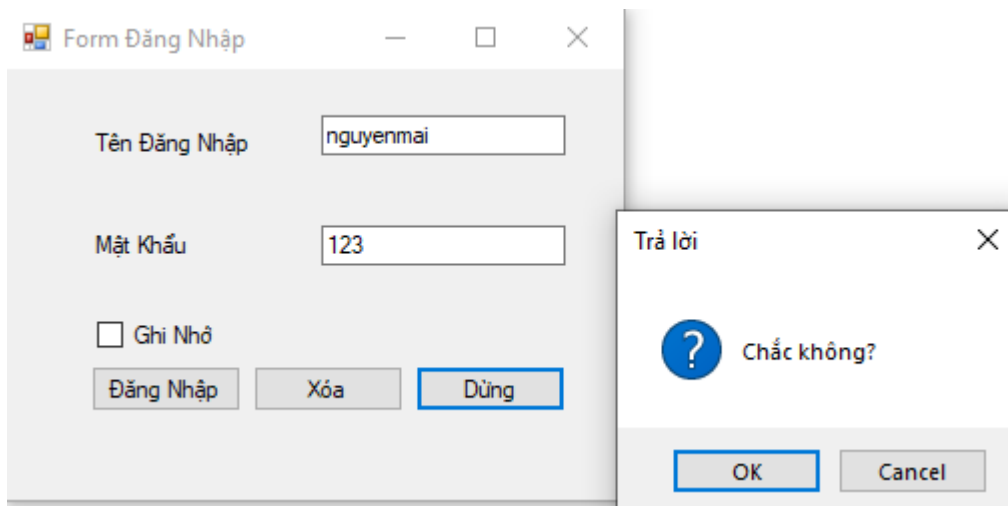 Form Đăng Nhập
Tên Đăng Nhập
nguyenmai
Mật Khẩu
123
Ghi Nhớ
Đăng Nhập
Xóa
Dừng
Trả lời
Chắc không?
OK
Cancel